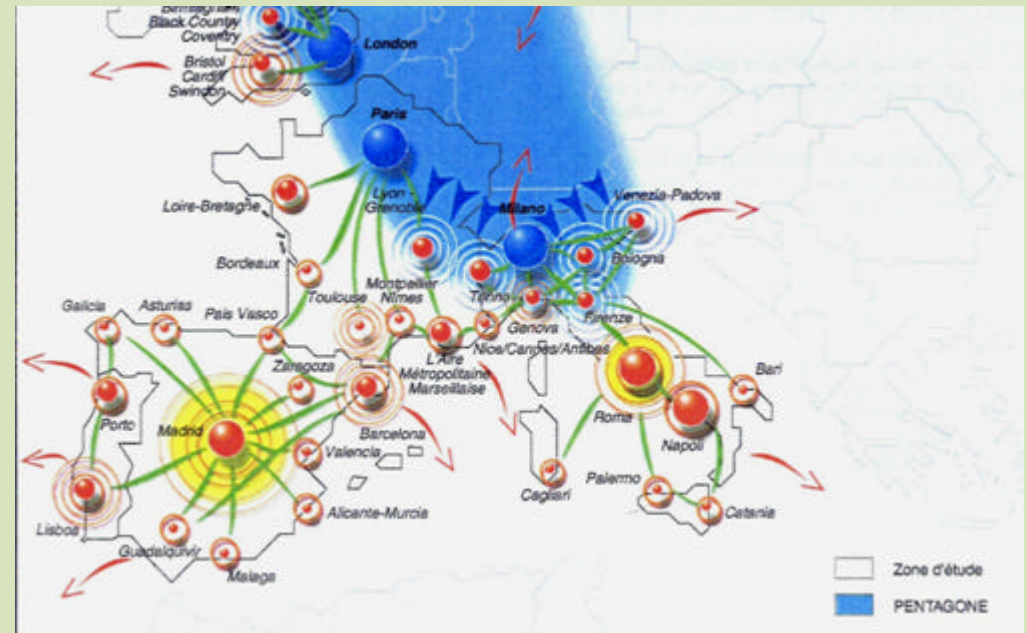 Birmingham
Black Country
Coventry
London
Bristol
Cardiff
Swindon
Paris
Loire-Bretagne
Lyon -
Grenoble
Milano
Venezia-Padova
Bologna
Bordeaux
Montpellier
Nîmes
Torino
Toulouse
Genova
Firenze
Galicia
Asturias
Pais Vasco
Nice/Cannes/Antibes
L'Aire
Métropolitaine
Marseillaise
Zaragoza
Bari
Porto
Madrid
Barcelona
Roma
Napoli
Valencia
Cagliari
Palermo
Lisboa
Alicante-Murcia
Catania
Guadalquivir
Malaga
Zone d'étude
PENTAGONE